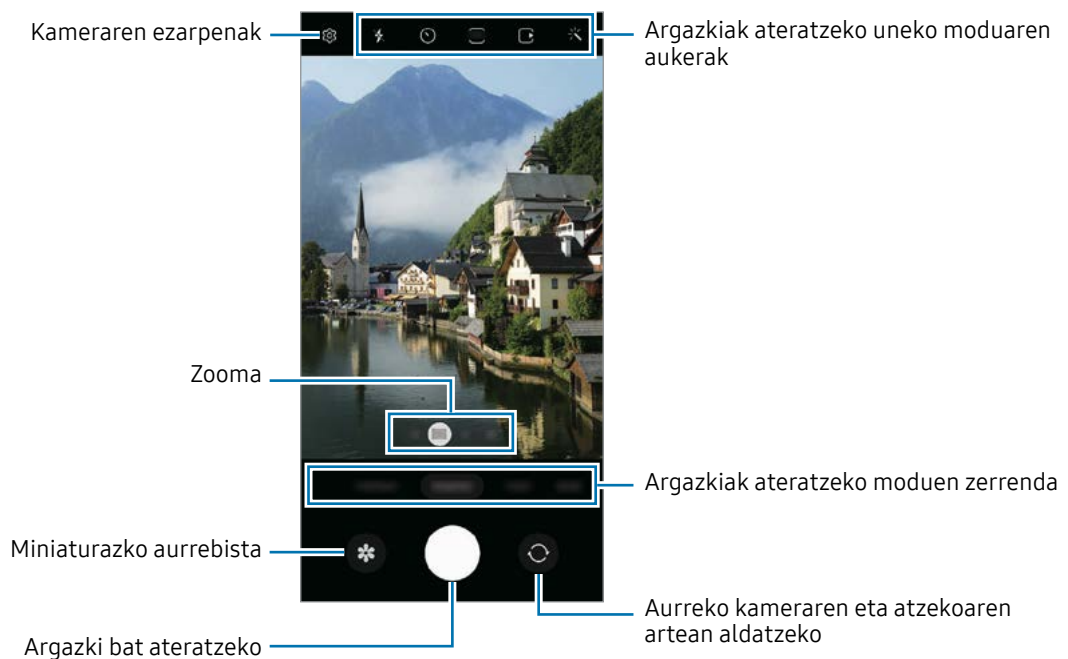 Kameraren ezarpenak
Argazkiak ateratzeko uneko moduaren
aukerak
Zooma
Argazkiak ateratzeko moduen zerrenda
Miniaturazko aurrebista
Aurreko kameraren eta atzekoaren
artean aldatzeko
Argazki bat ateratzeko